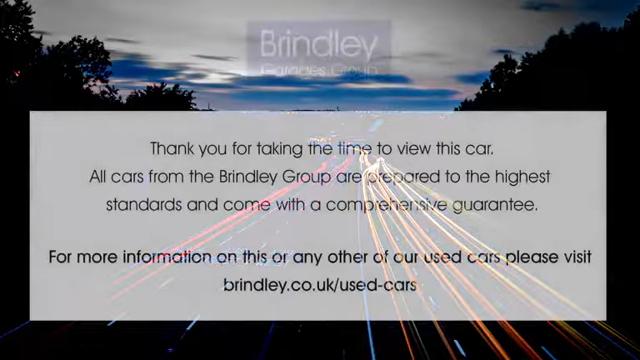 Brindley
Garages Group
Thank you for taking the time to view this car.
All cars from the Brindley Group are prepared to the highest
standards and come with a comprehensive guarantee.
For more information on this or any other of our used cars please visit
brindley.co.uk/used-cars